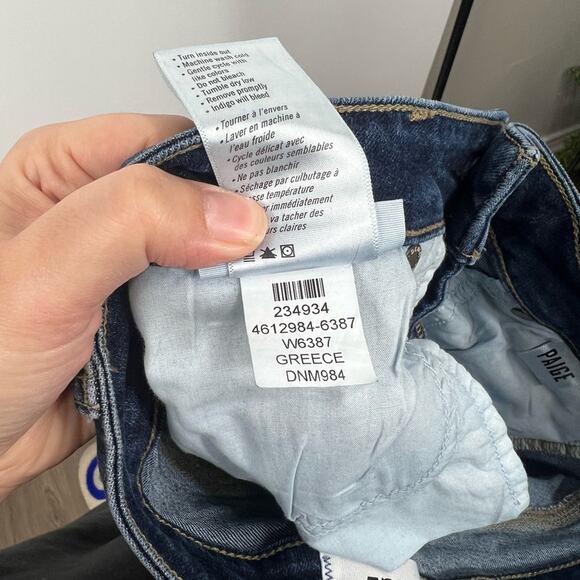 • Turn inside out
• Machine wash cold
• Gentle cycle with
like colors
• Do not bleach
• Tumble dry low
• Remove promptly
Indigo will bleed
• Tourner à l'envers
• Laver en machine à
l'eau froide
• Cycle délicat avec
des couleurs semblables
• Ne pas blanchir
• Séchage par culbutage à
température
immédiatement
va tacher des
claires
234934
4612984-6387
W6387
GREECE
DNM984
PAIGE